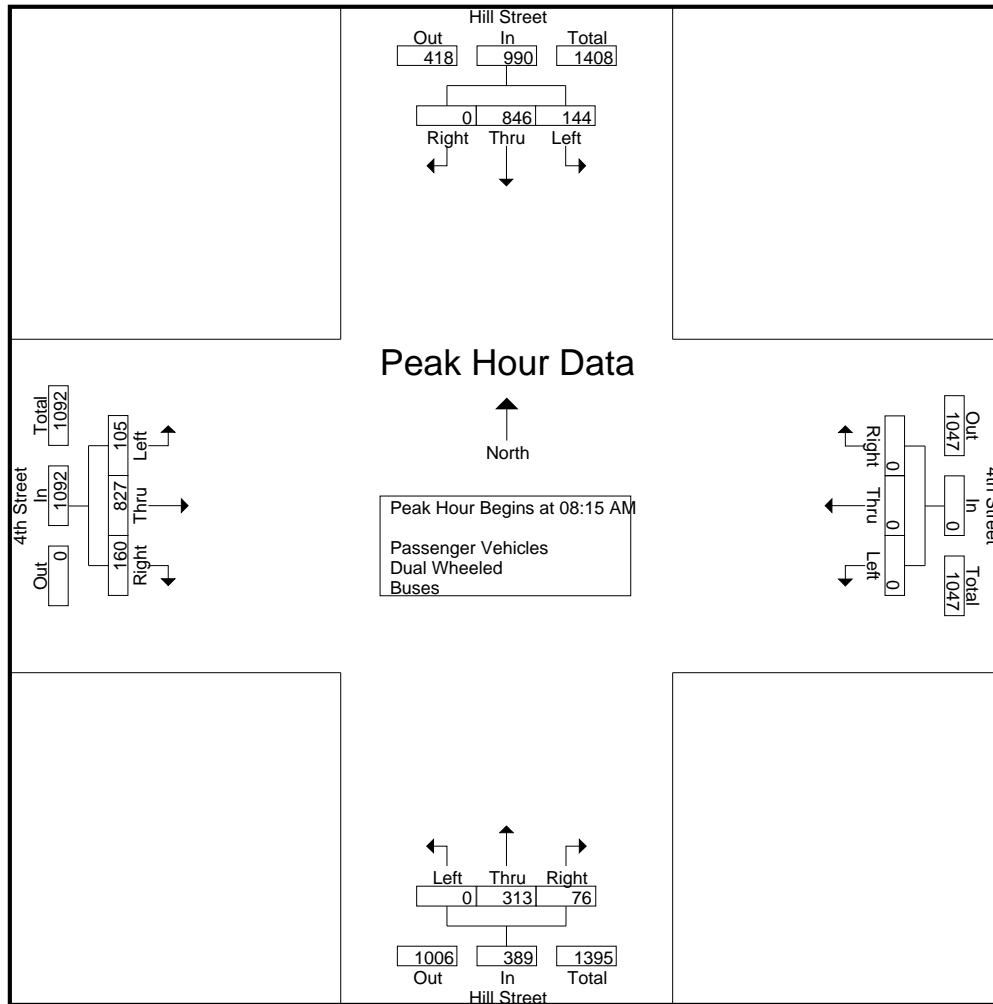 Hill Street
Out In Total
418 990 1408
0 846 144
Right Thru Left
Peak Hour Data
North
Peak Hour Begins at 08:15 AM
Passenger Vehicles
Dual Wheeled
Buses
4th Street
Total In Out
1092 1092 0
105 827 160
Left Thru Right
Right Thru Left
0 0 0
Out In Total
1047 0 1047
4th Street
Left Thru Right
0 313 76
1006 389 1395
Out In Total
Hill Street